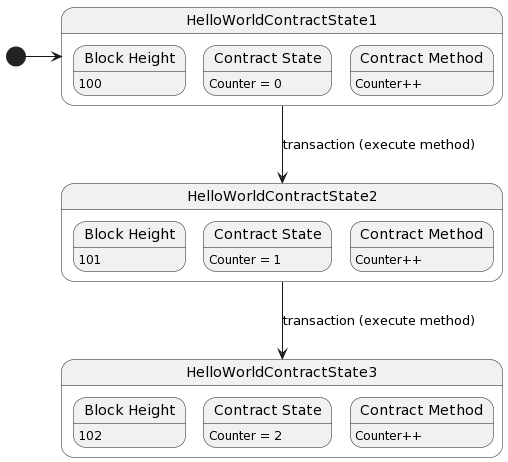 HelloWorldContractState1
Block Height
100
Contract State
Counter = 0
Contract Method
Counter++
transaction (execute method)
HelloWorldContractState2
Block Height
101
Contract State
Counter = 1
Contract Method
Counter++
transaction (execute method)
HelloWorldContractState3
Block Height
102
Contract State
Counter = 2
Contract Method
Counter++